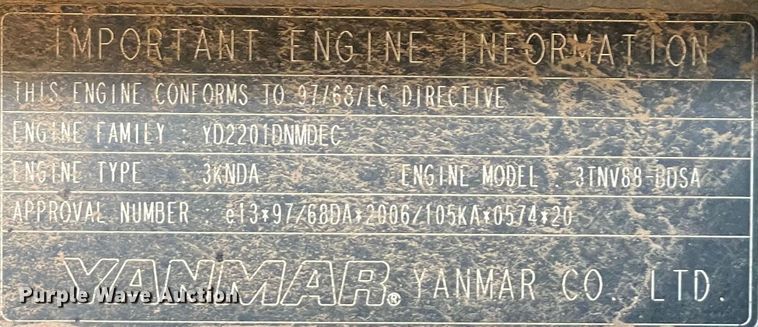 IMPORTANT ENGINE INFORMATION
THIS ENGINE CONFORMS TO 97/68/EC DIRECTIVE
ENGINE FAMILY : YD2201DNMDEC
ENGINE TYPE : 3KNDA ENGINE MODEL : 3TNV88-BDSA
APPROVAL NUMBER : e13*97/68DA*2006/105KA*0574*20
YANMAR® YANMAR CO., LTD.
Purple Wave Auction